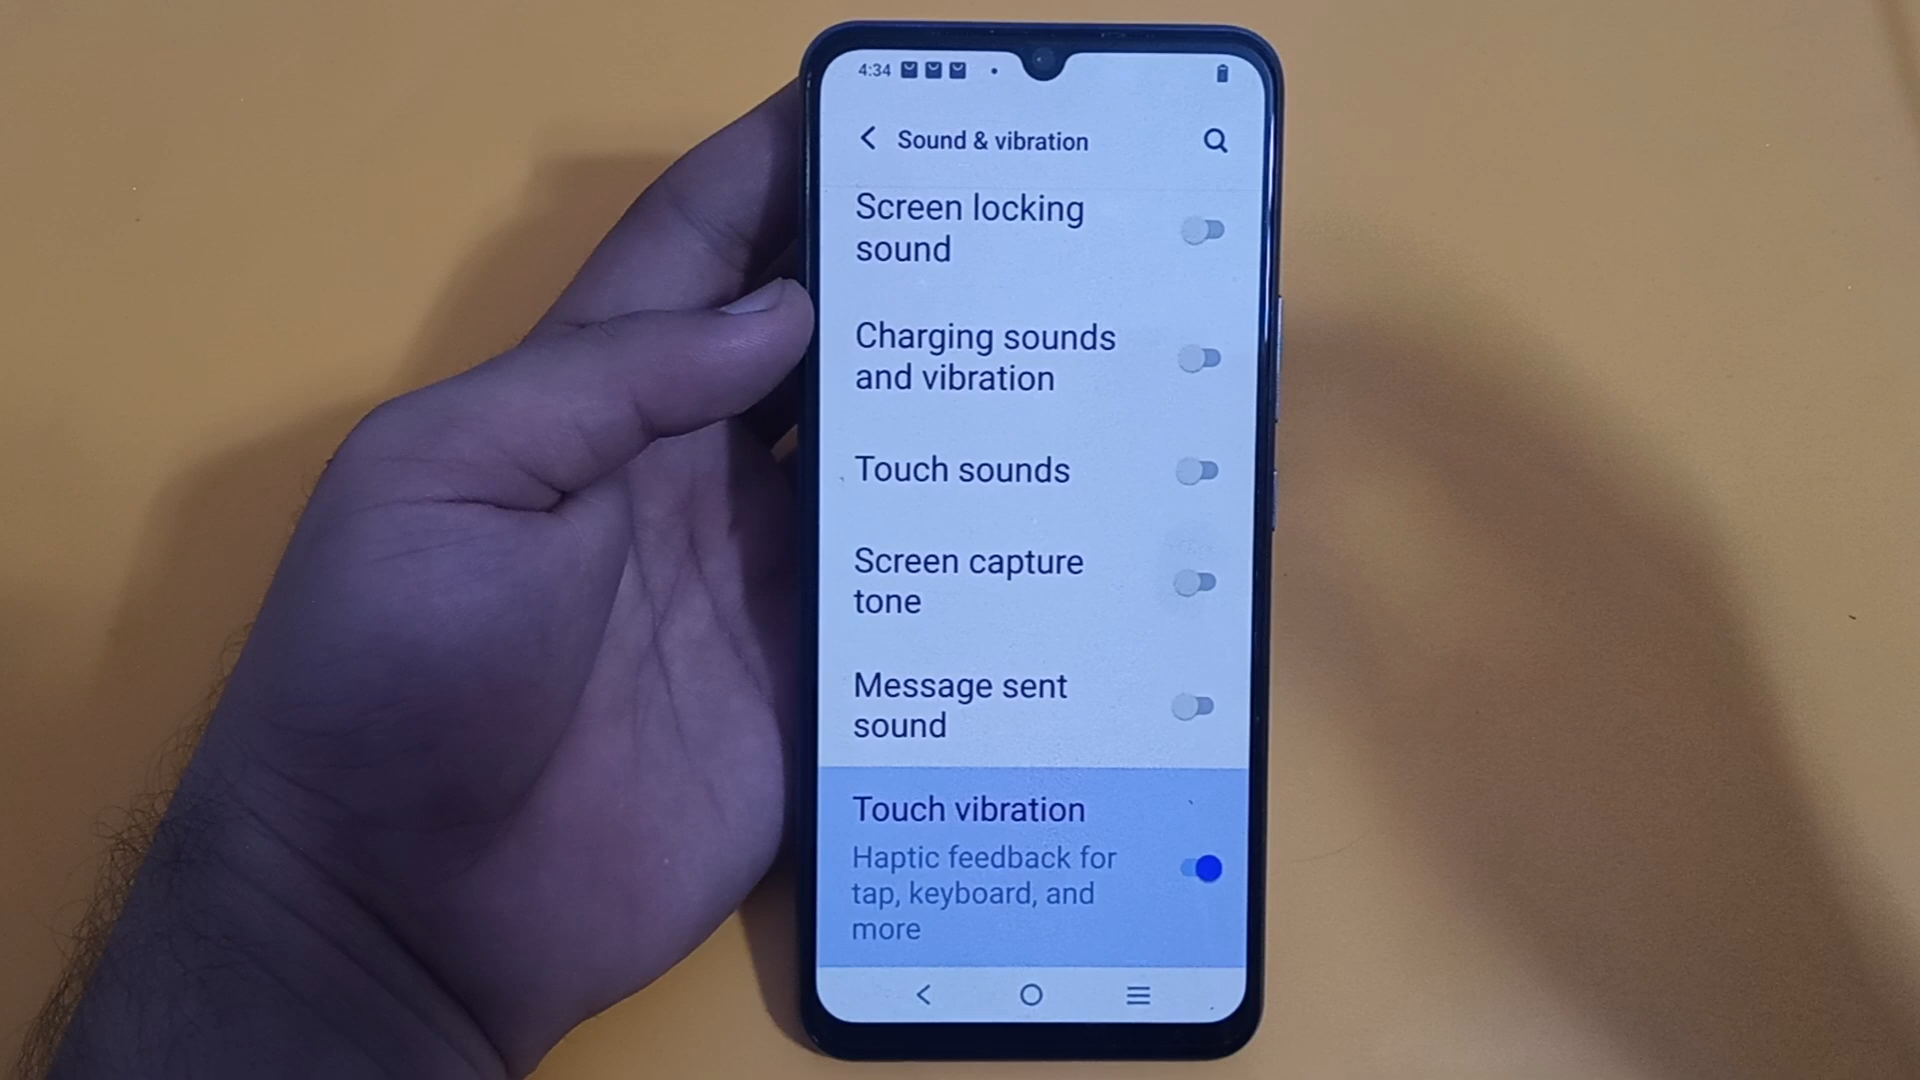 4:34
Sound & vibration
Screen locking
sound
Charging sounds
and vibration
Touch sounds
Screen capture
tone
Message sent
sound
Touch vibration
Haptic feedback for
tap, keyboard, and
more